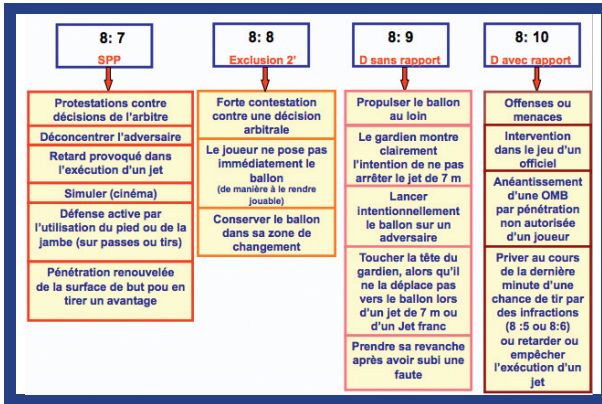 8: 7
SPP
Protestations contre
décisions de l'arbitre
Déconcentrer l'adversaire
Retard provoqué dans
l'exécution d'un jet
Simuler (cinéma)
Défense active par
l'utilisation du pied ou de la
jambe (sur passes ou tirs)
Pénétration renouvelée
de la surface de but pou en
tirer un avantage
8: 8
Exclusion 2'
Forte contestation
contre une décision
arbitrale
Le joueur ne pose pas
immédiatement le
ballon
(de manière à le rendre
jouable)
Conserver le ballon
dans sa zone de
changement
8: 9
D sans rapport
Propulser le ballon
au loin
Le gardien montre
clairement
l'intention de ne pas
arrêter le jet de 7 m
Lancer
intentionnellement
le ballon sur un
adversaire
Toucher la tête du
gardien, alors qu'il
ne la déplace pas
vers le ballon lors
d'un jet de 7 m ou
d'un Jet franc
Prendre sa revanche
après avoir subi une
faute
8: 10
D avec rapport
Offenses ou
menaces
Intervention
dans le jeu d'un
officiel
Anéantissement
d'une OMB
par pénétration
non autorisée
d'un joueur
Priver au cours
de la dernière
minute d'une
chance de tir par
des infractions
(8 :5 ou 8:6)
ou retarder ou
empêcher
l'exécution d'un
jet